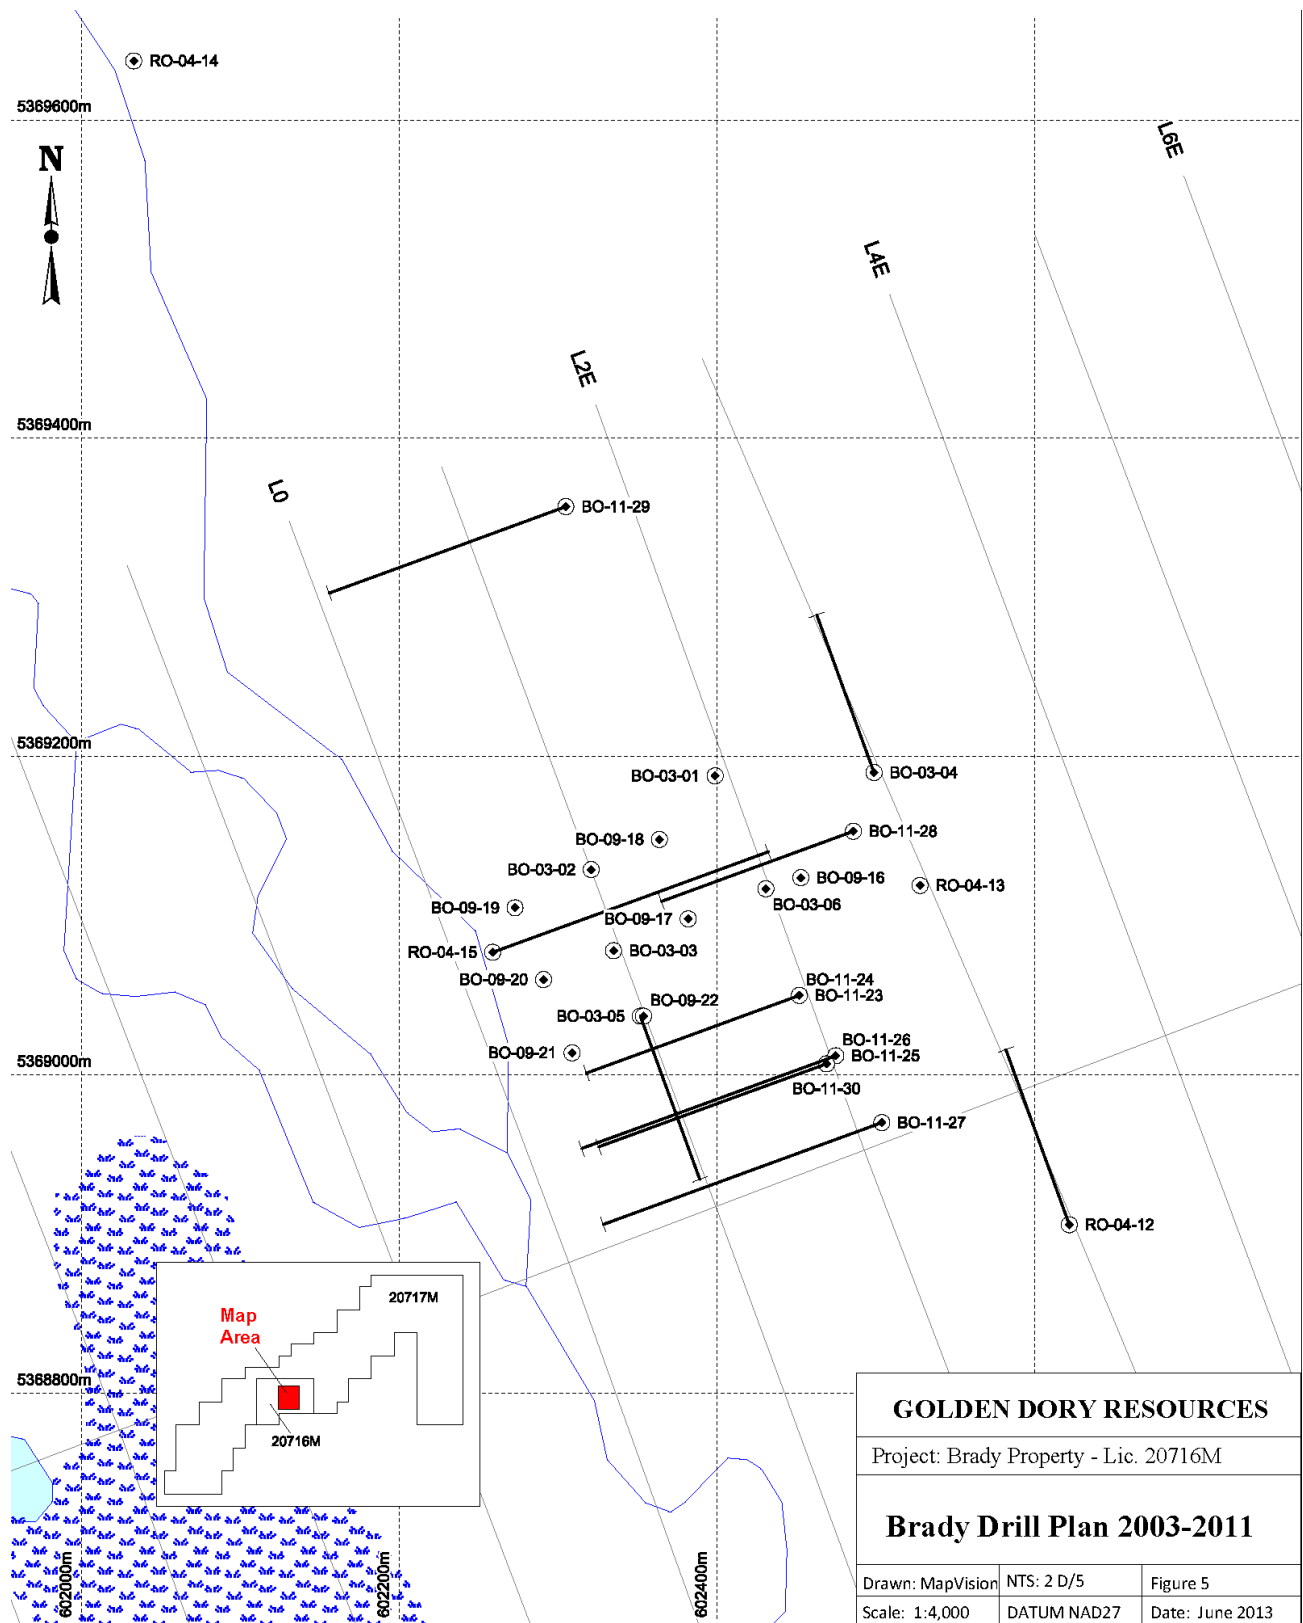 RO-04-14
5369600m
N
L6E
L4E
L2E
5369400m
L0
BO-11-29
5369200m
BO-03-01
BO-03-04
BO-09-18
BO-11-28
BO-03-02
BO-09-16
RO-04-13
BO-03-06
BO-09-19
BO-09-17
RO-04-15
BO-03-03
BO-09-20
BO-11-24
BO-11-23
BO-09-22
BO-03-05
BO-11-26
BO-09-21
BO-11-25
5369000m
BO-11-30
BO-11-27
RO-04-12
20717M
Map
Area
5368800m
20716M
602000m
602200m
602400m
GOLDEN DORY RESOURCES
Project: Brady Property - Lic. 20716M
Brady Drill Plan 2003-2011
Drawn: MapVision NTS: 2 D/5 Figure 5
Scale: 1:4,000 DATUM NAD27 Date: June 2013